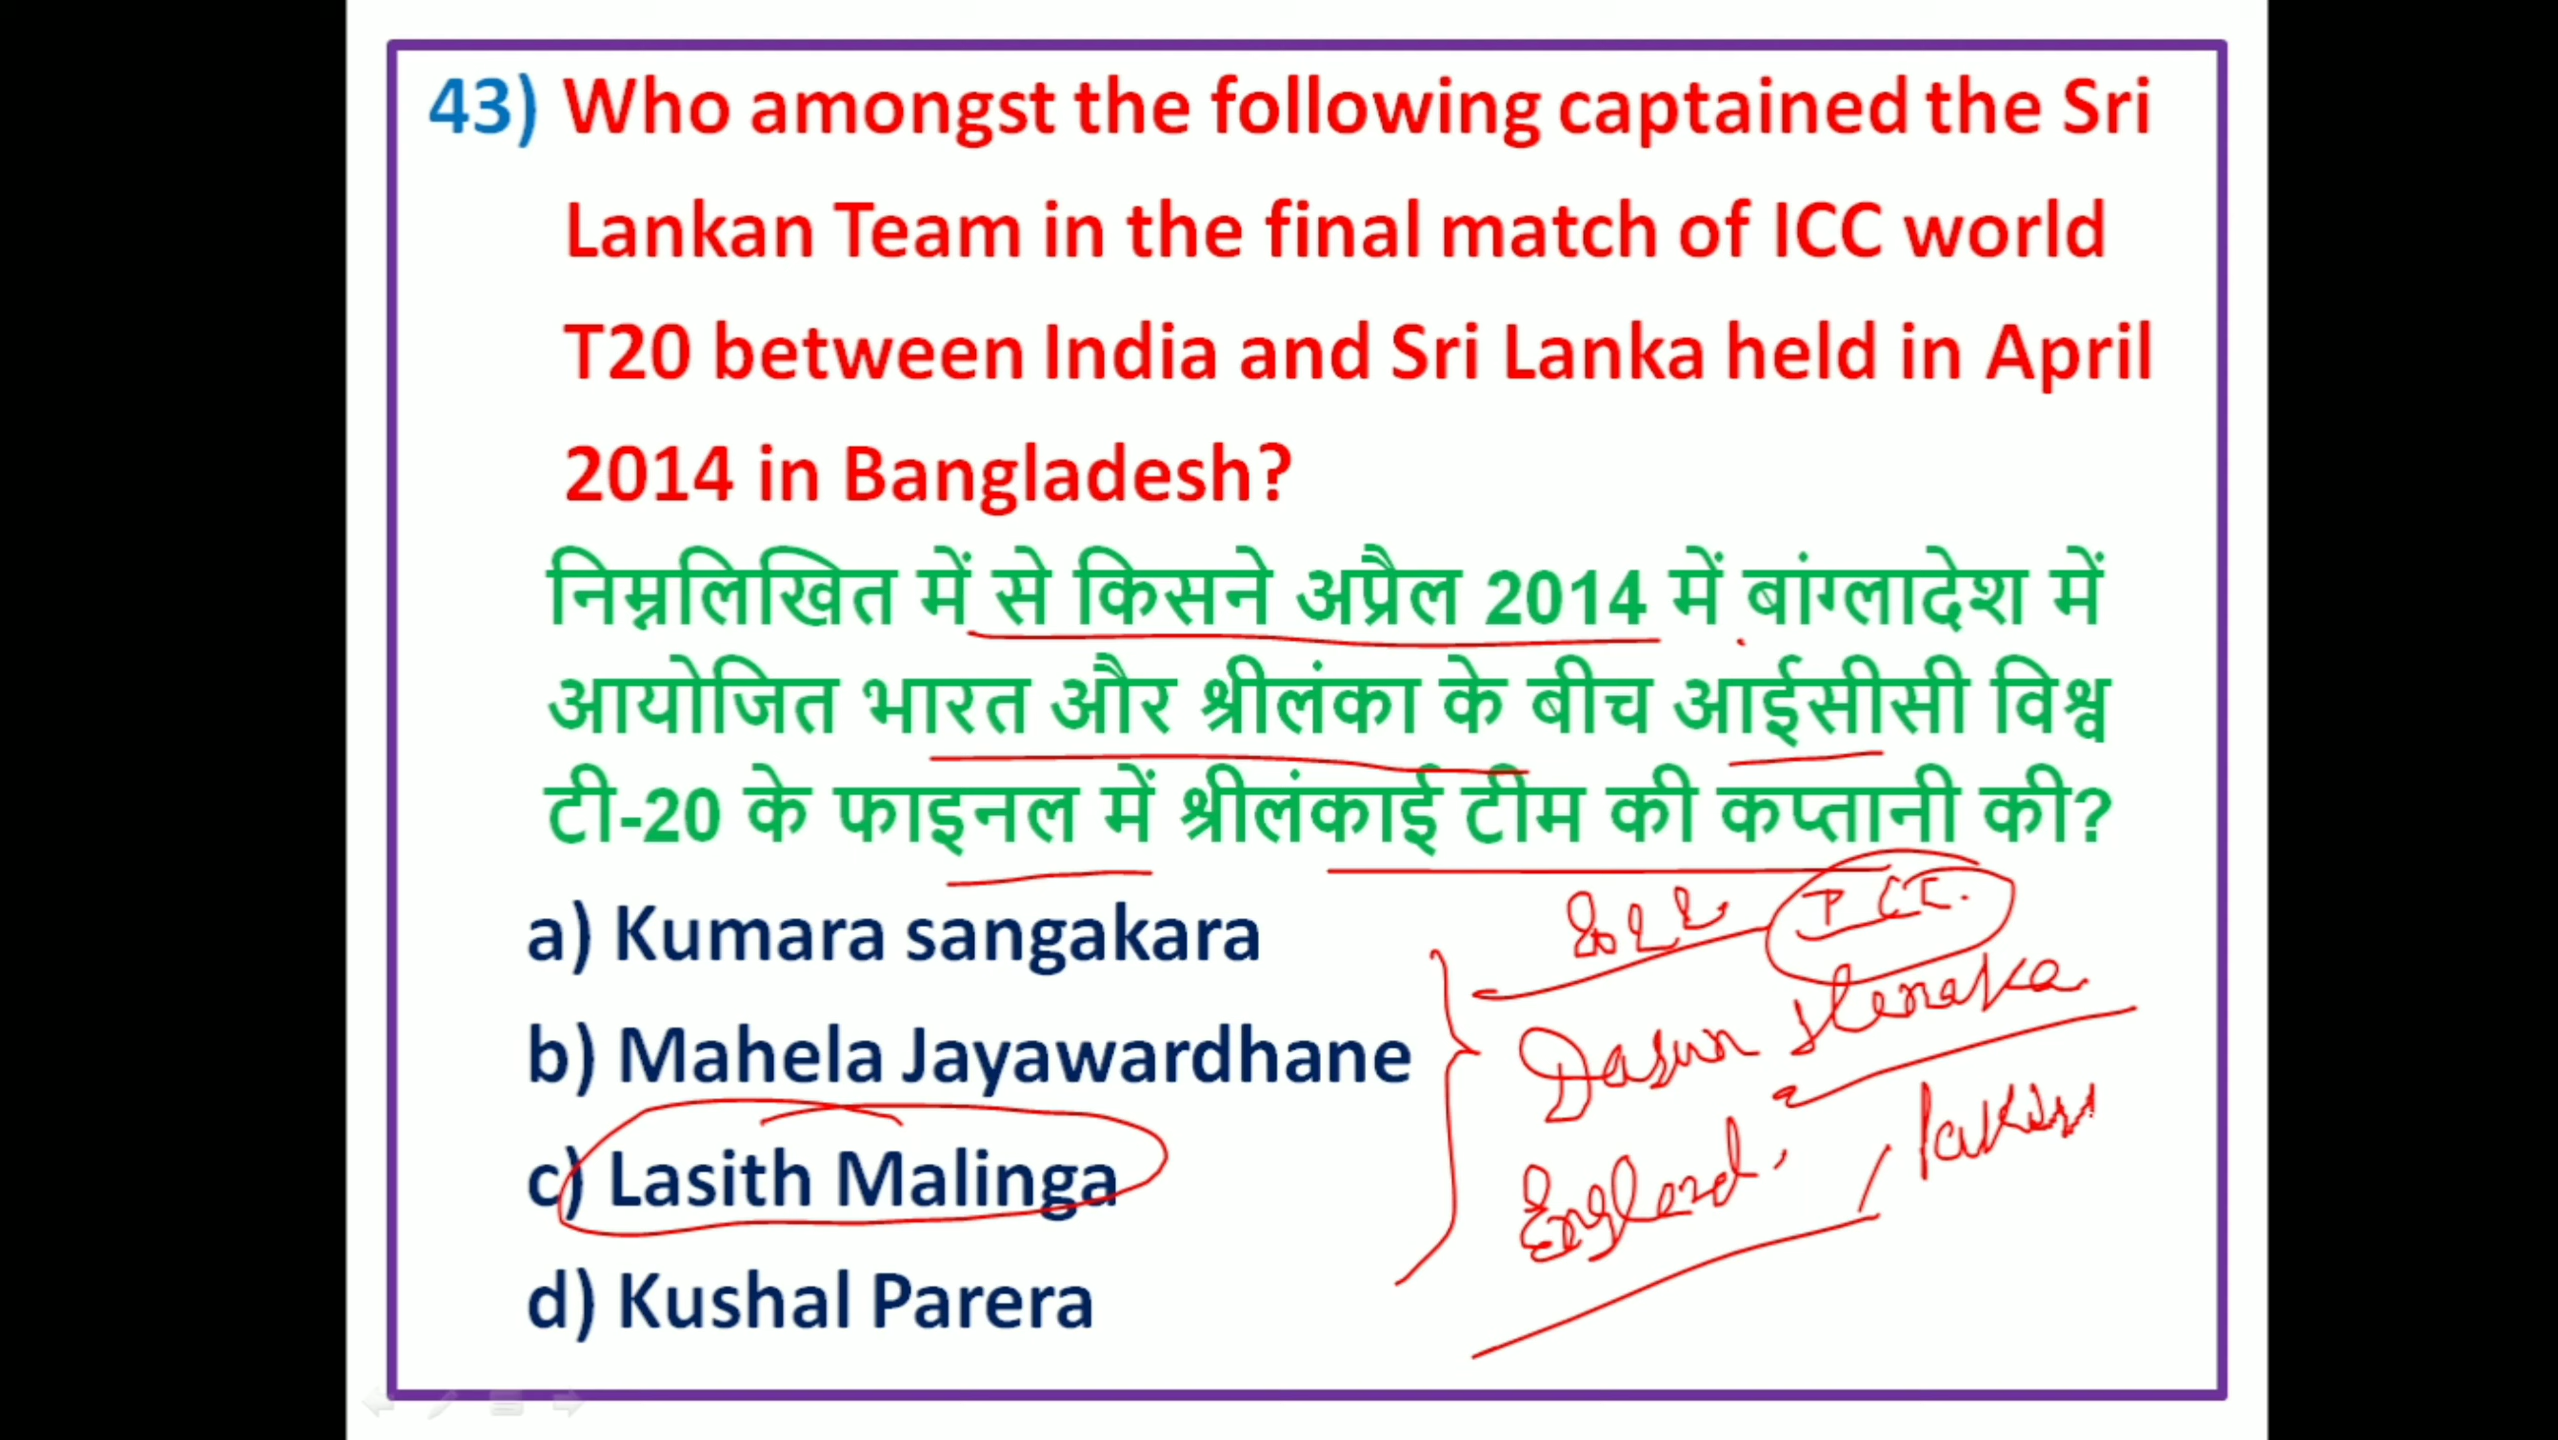 43) Who amongst the following captained the Sri
Lankan Team in the final match of ICC world
T20 between India and Sri Lanka held in April
2014 in Bangladesh?
निम्नलिखित में से किसने अप्रैल 2014 में बांग्लादेश में
आयोजित भारत और श्रीलंका के बीच आईसीसी विश्व
टी-20 के फाइनल में श्रीलंकाई टीम की कप्तानी की?
a) Kumara sangakara
b) Mahela Jayawardhane
c) Lasith Malinga
d) Kushal Parera
Dasun
England,